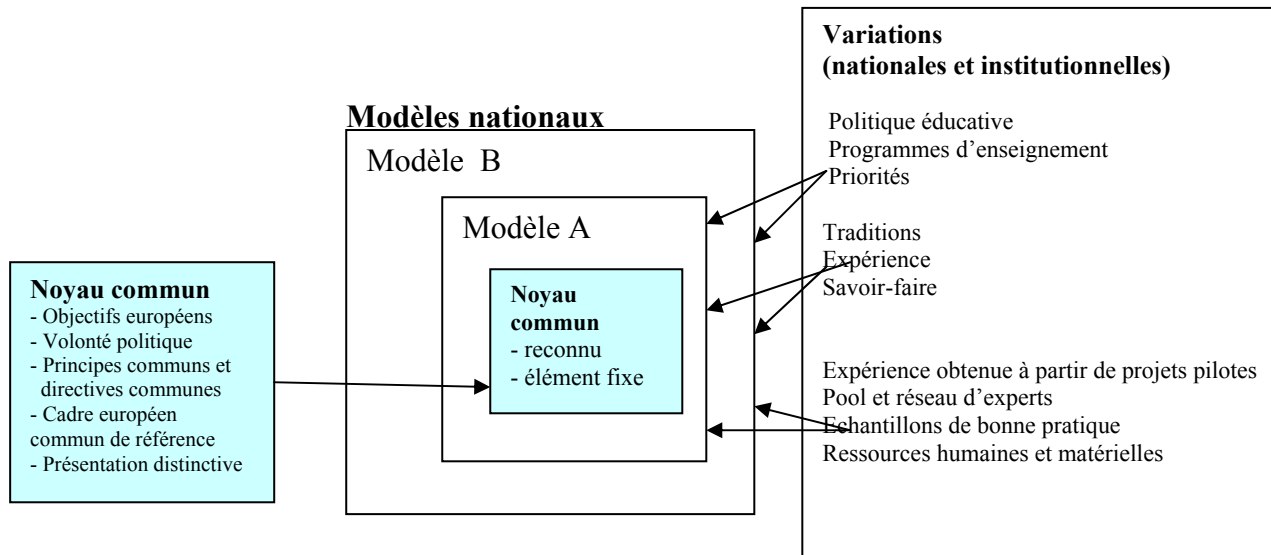 Noyau commun
- Objectifs européens
- Volonté politique
- Principes communs et
directives communes
- Cadre européen
commun de référence
- Présentation distinctive
Modèles nationaux
Modèle B
Modèle A
Noyau
commun
- reconnu
- élément fixe
Variations
(nationales et institutionnelles)
Politique éducative
Programmes d’enseignement
Priorités
Traditions
Expérience
Savoir-faire
Expérience obtenue à partir de projets pilotes
Pool et réseau d’experts
Echantillons de bonne pratique
Ressources humaines et matérielles